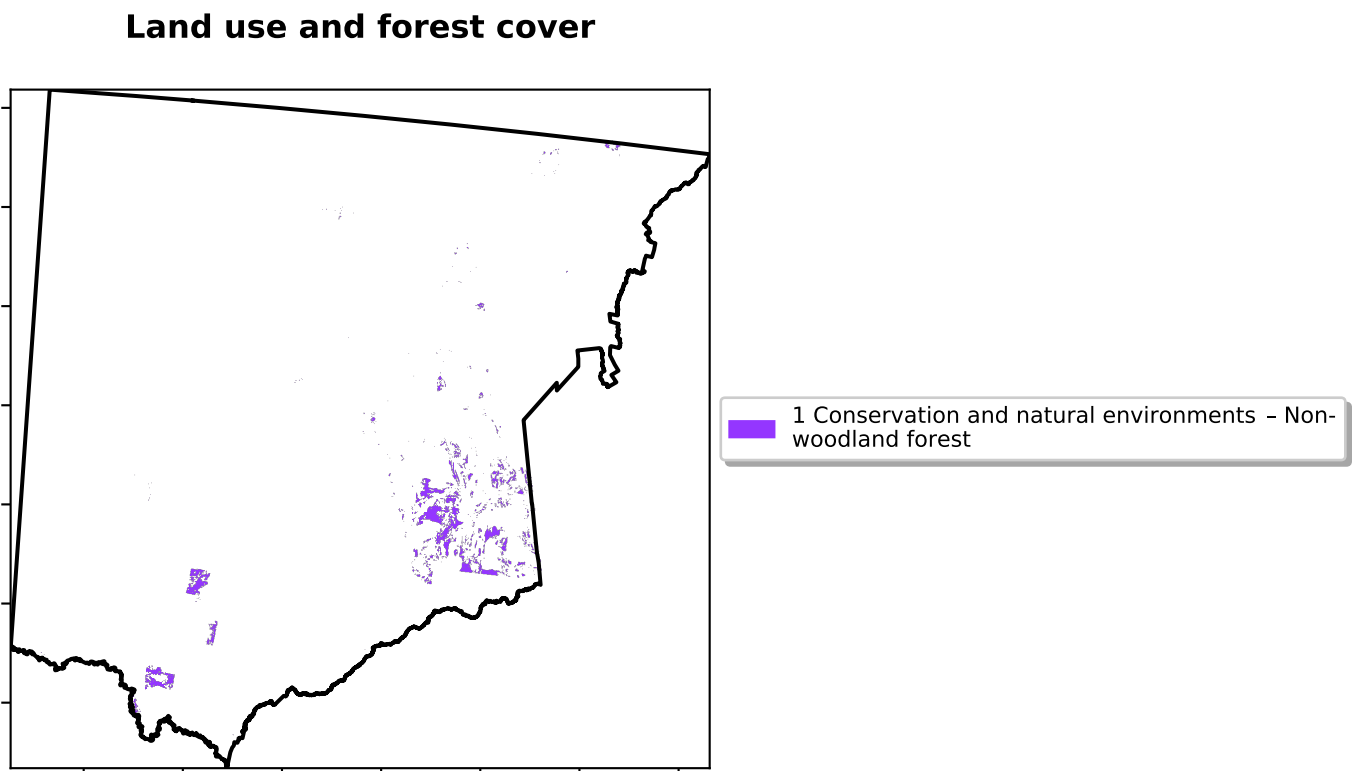 Land use and forest cover
1 Conservation and natural environments – Non-
woodland forest